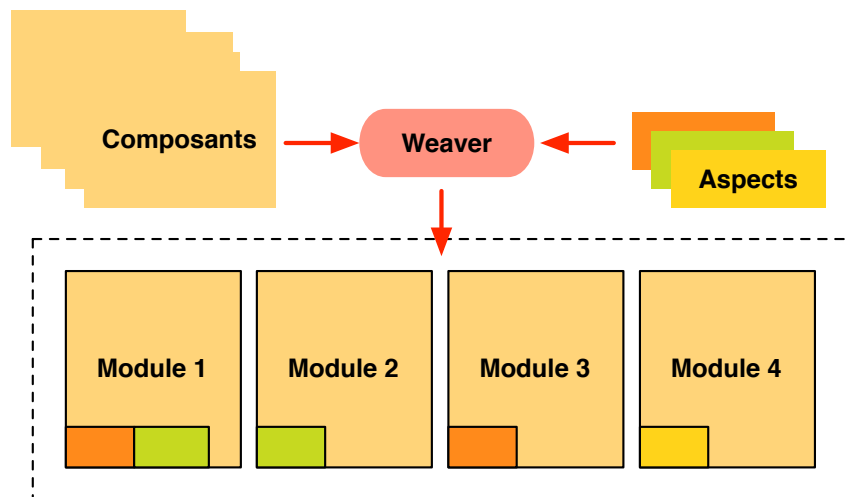 Composants
Weaver
Aspects
Module 1
Module 2
Module 3
Module 4